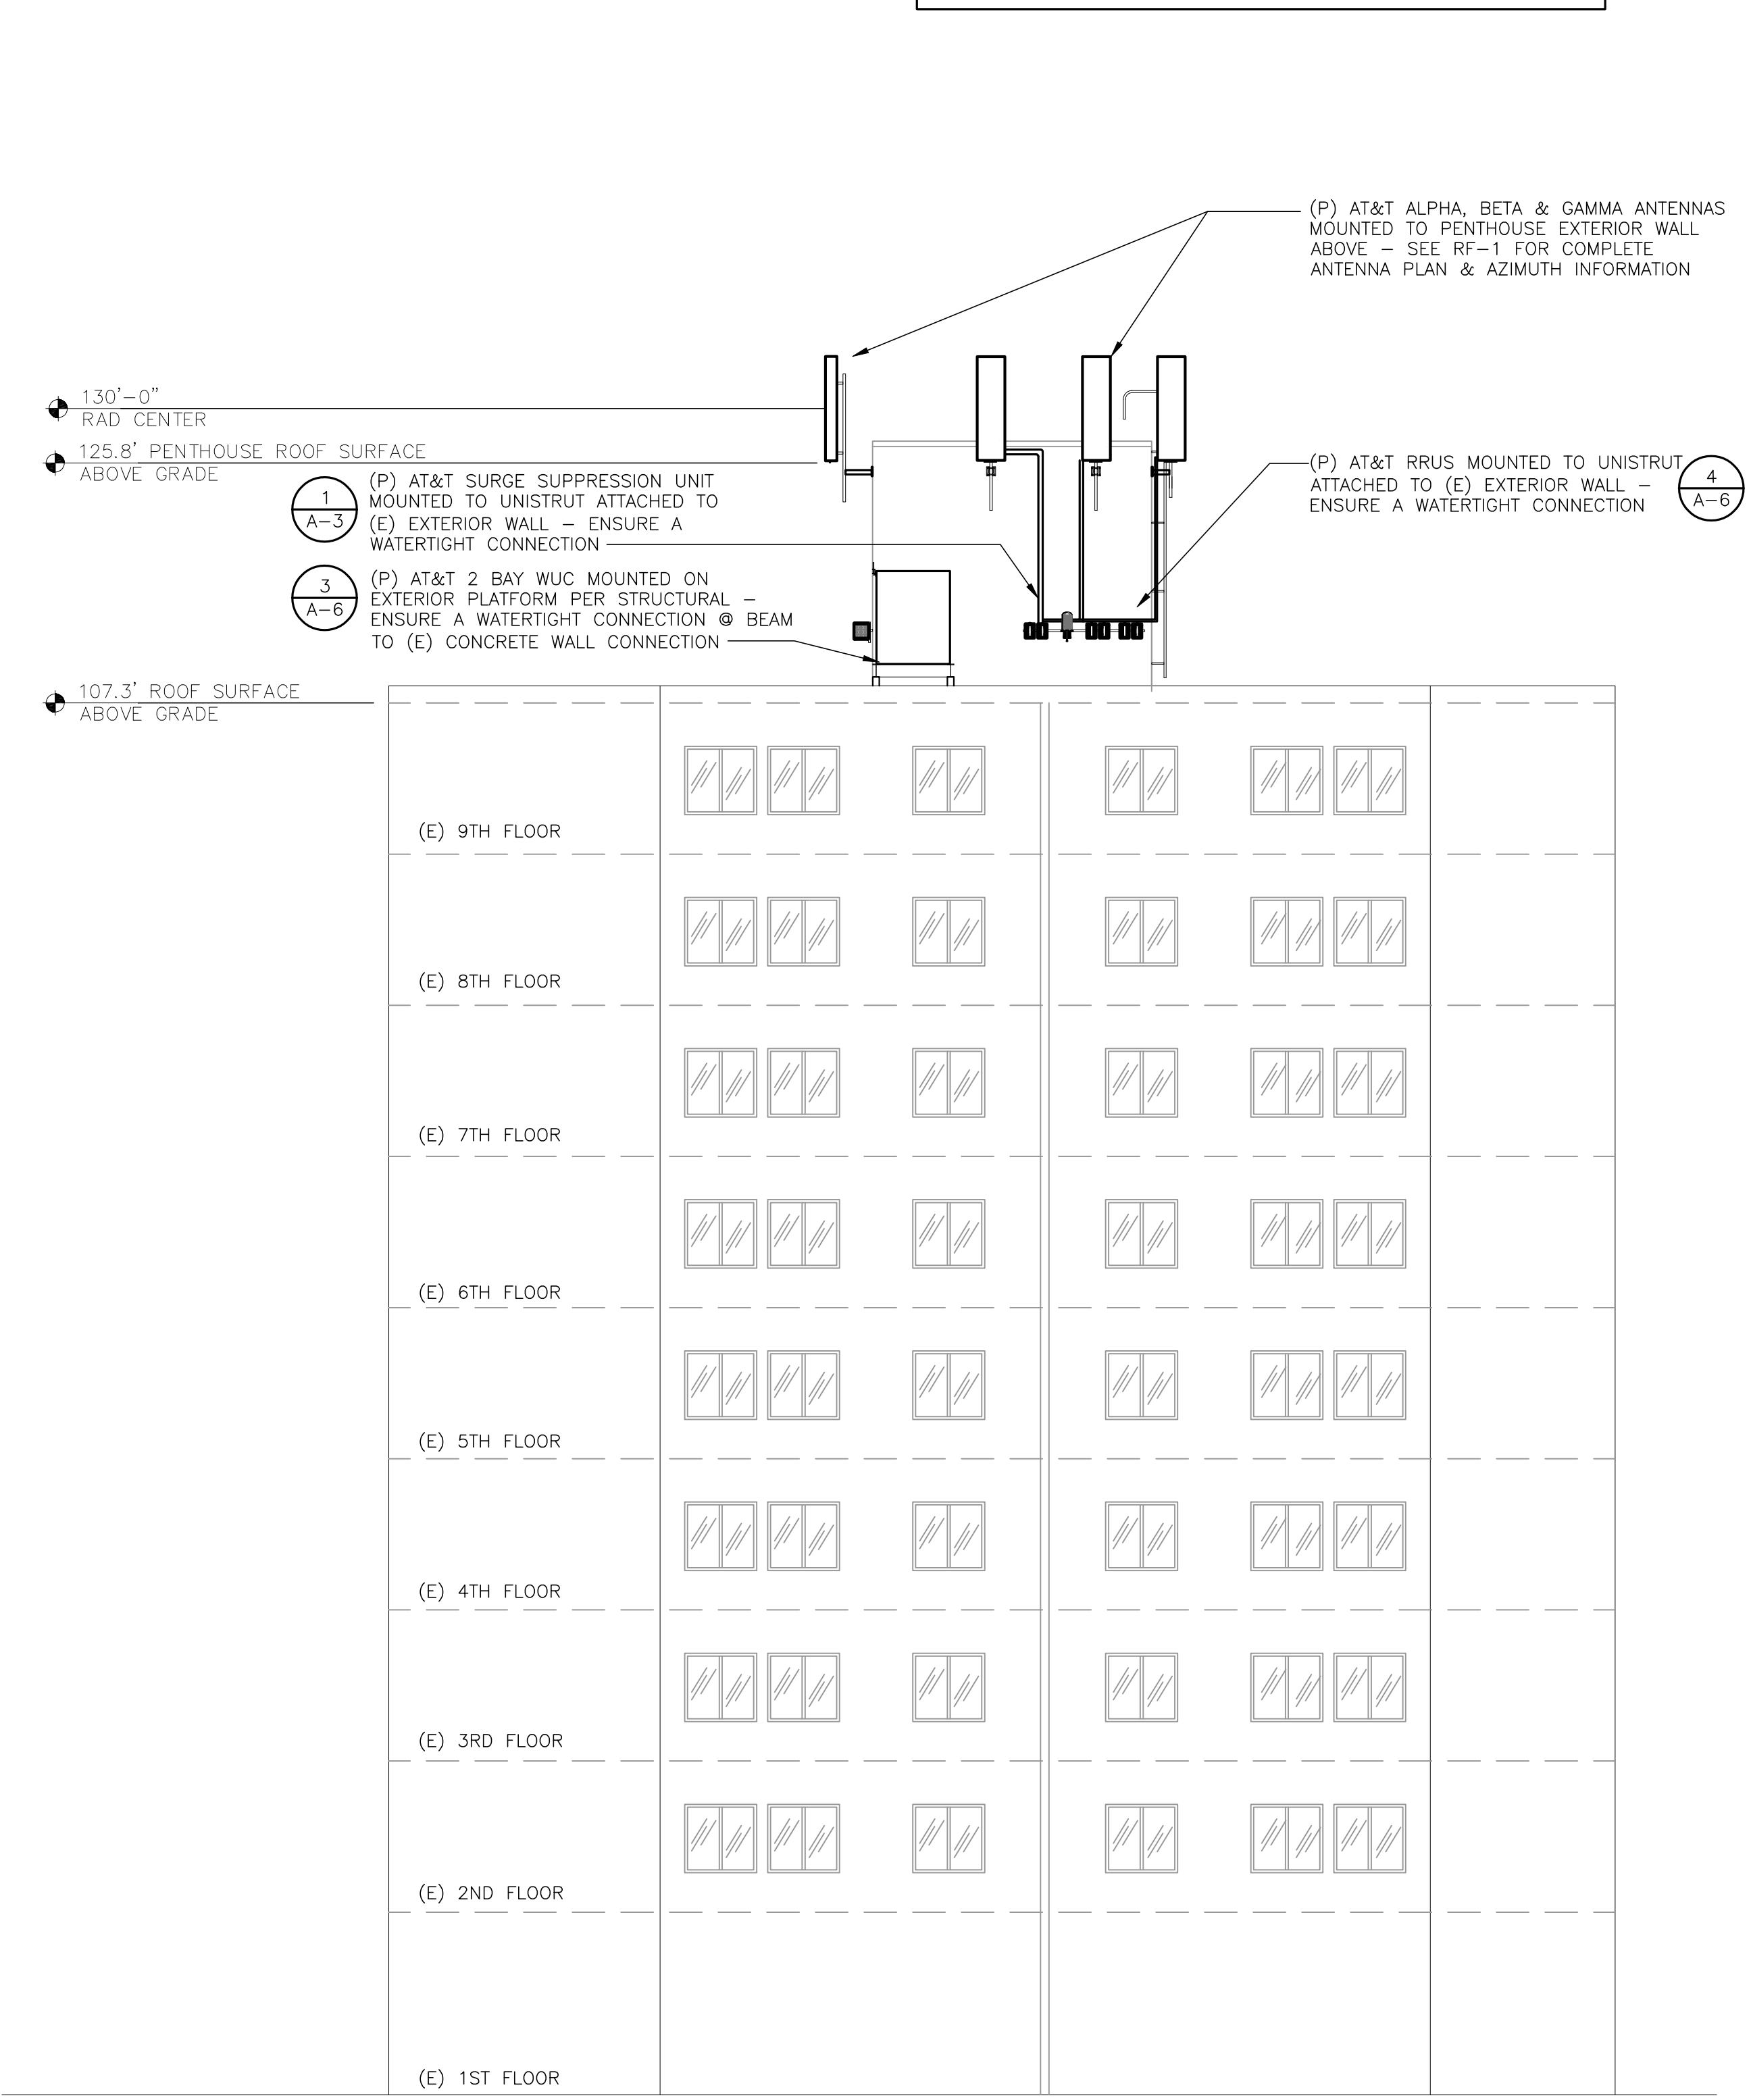 (P) AT&T ALPHA, BETA & GAMMA ANTENNAS
MOUNTED TO PENTHOUSE EXTERIOR WALL
ABOVE – SEE RF–1 FOR COMPLETE
ANTENNA PLAN & AZIMUTH INFORMATION
130'–0"
RAD CENTER
125.8' PENTHOUSE ROOF SURFACE
ABOVE GRADE
1
A–3
(P) AT&T SURGE SUPPRESSION UNIT
MOUNTED TO UNISTRUT ATTACHED TO
(E) EXTERIOR WALL – ENSURE A
WATERTIGHT CONNECTION
(P) AT&T RRUS MOUNTED TO UNISTRUT
ATTACHED TO (E) EXTERIOR WALL –
ENSURE A WATERTIGHT CONNECTION
4
A–6
3
A–6
(P) AT&T 2 BAY WUC MOUNTED ON
EXTERIOR PLATFORM PER STRUCTURAL –
ENSURE A WATERTIGHT CONNECTION @ BEAM
TO (E) CONCRETE WALL CONNECTION
107.3' ROOF SURFACE
ABOVE GRADE
(E) 9TH FLOOR
(E) 8TH FLOOR
(E) 7TH FLOOR
(E) 6TH FLOOR
(E) 5TH FLOOR
(E) 4TH FLOOR
(E) 3RD FLOOR
(E) 2ND FLOOR
(E) 1ST FLOOR